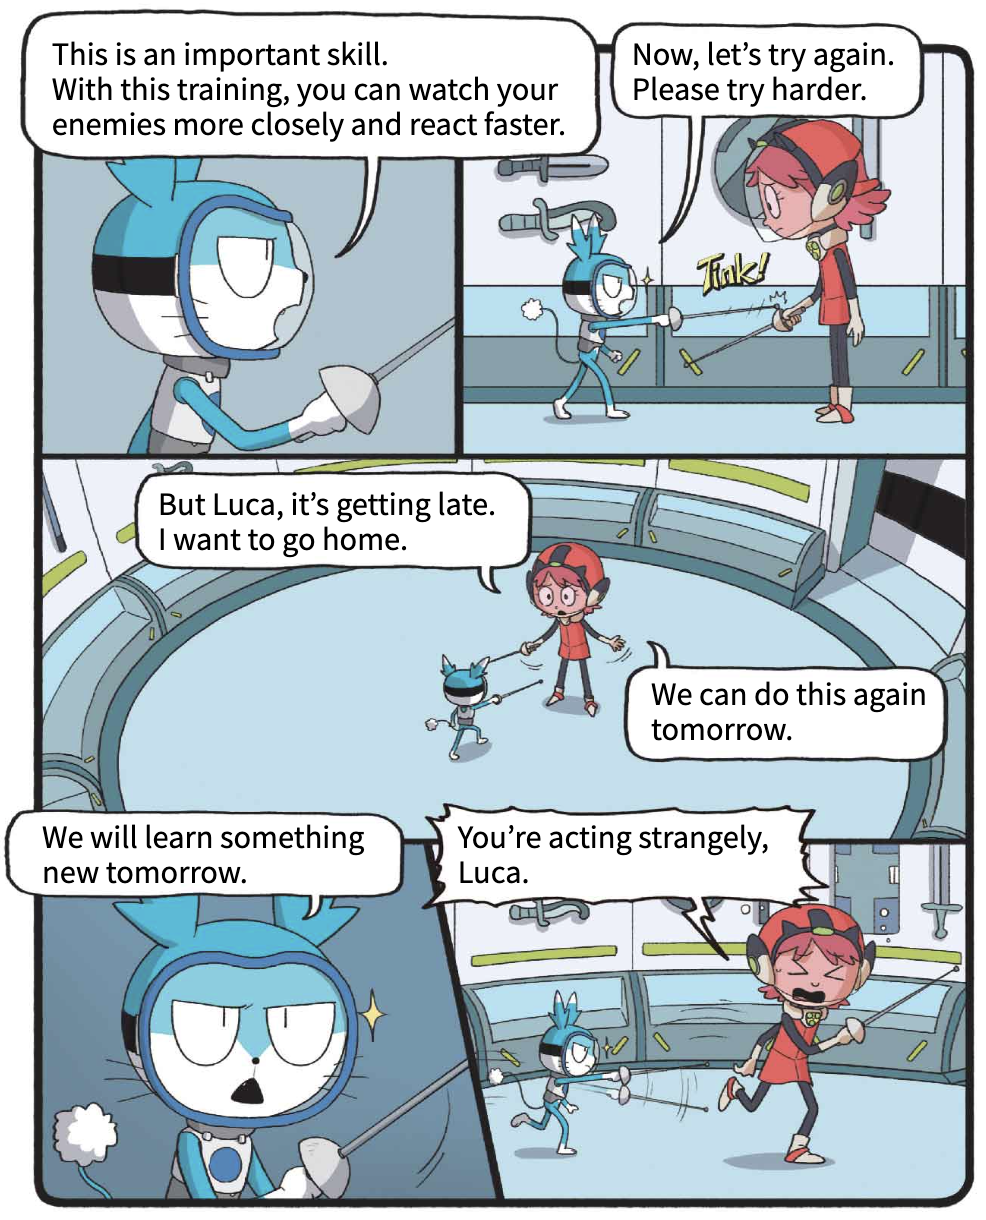 This is an important skill.
With this training, you can watch your
enemies more closely and react faster.
Now, let’s try again.
Please try harder.
Tink!
But Luca, it’s getting late.
I want to go home.
We can do this again
tomorrow.
We will learn something
new tomorrow.
You’re acting strangely,
Luca.